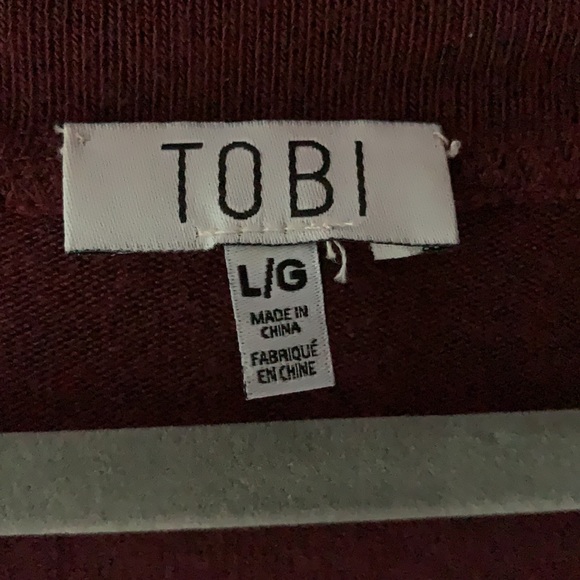 TOBI
L/G
MADE IN
CHINA
FABRIQUÉ
EN CHINE